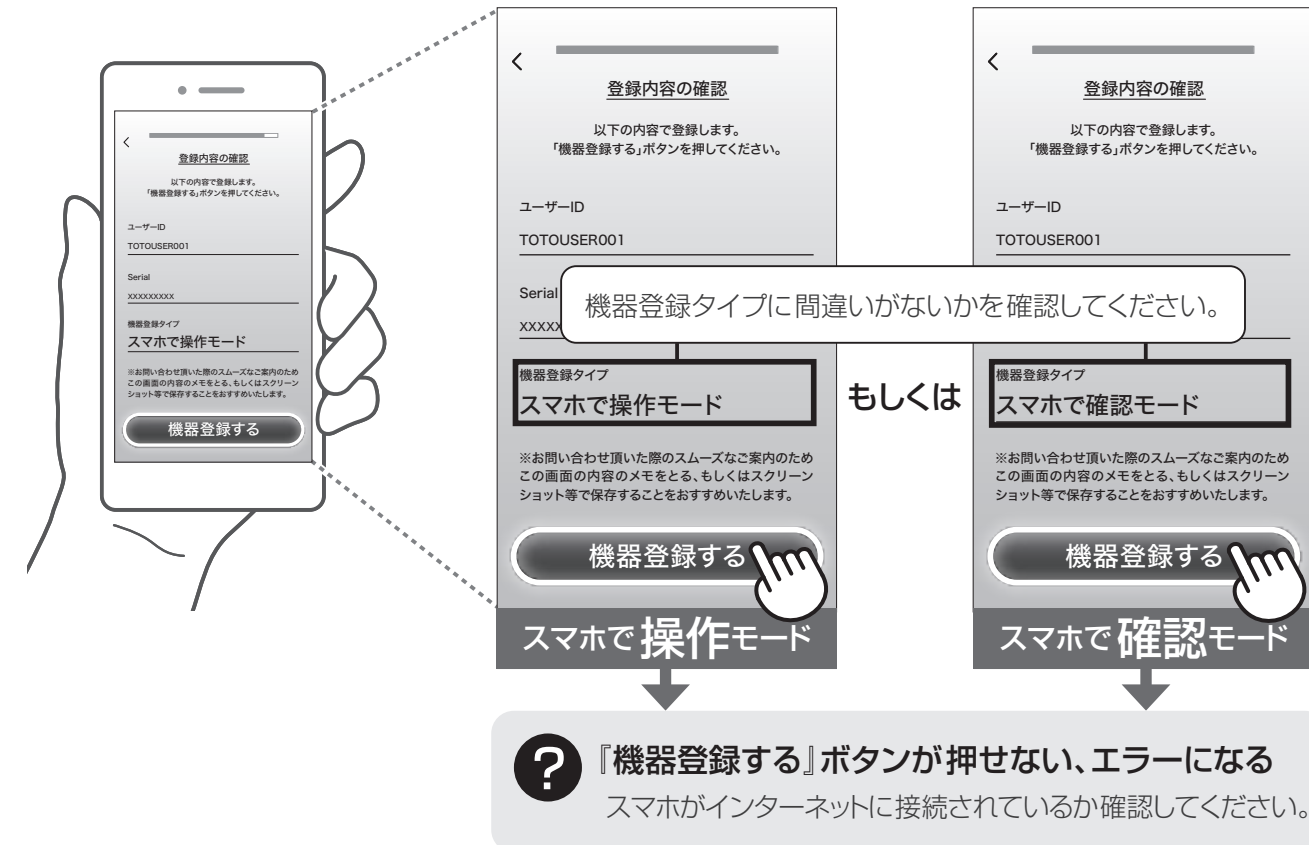 登録内容の確認
以下の内容で登録します。
「機器登録する」ボタンを押してください。
ユーザーID
TOTOUSER001
Serial
xxxxxxxxx
機器登録タイプ
スマホで操作モード
※お問い合わせ頂いた際のスムーズなご案内のため
この画面の内容のメモをとる、もしくはスクリーン
ショット等で保存することをおすすめいたします。
機器登録する
登録内容の確認
以下の内容で登録します。
「機器登録する」ボタンを押してください。
ユーザーID
TOTOUSER001
Serial
xxxxx
機器登録タイプ
スマホで操作モード
※お問い合わせ頂いた際のスムーズなご案内のため
この画面の内容のメモをとる、もしくはスクリーン
ショット等で保存することをおすすめいたします。
機器登録する
スマホで操作モード
機器登録タイプに間違いがないかを確認してください。
もしくは
登録内容の確認
以下の内容で登録します。
「機器登録する」ボタンを押してください。
ユーザーID
TOTOUSER001
機器登録タイプ
スマホで確認モード
※お問い合わせ頂いた際のスムーズなご案内のため
この画面の内容のメモをとる、もしくはスクリーン
ショット等で保存することをおすすめいたします。
機器登録する
スマホで確認モード
?
『機器登録する』ボタンが押せない、エラーになる
スマホがインターネットに接続されているか確認してください。